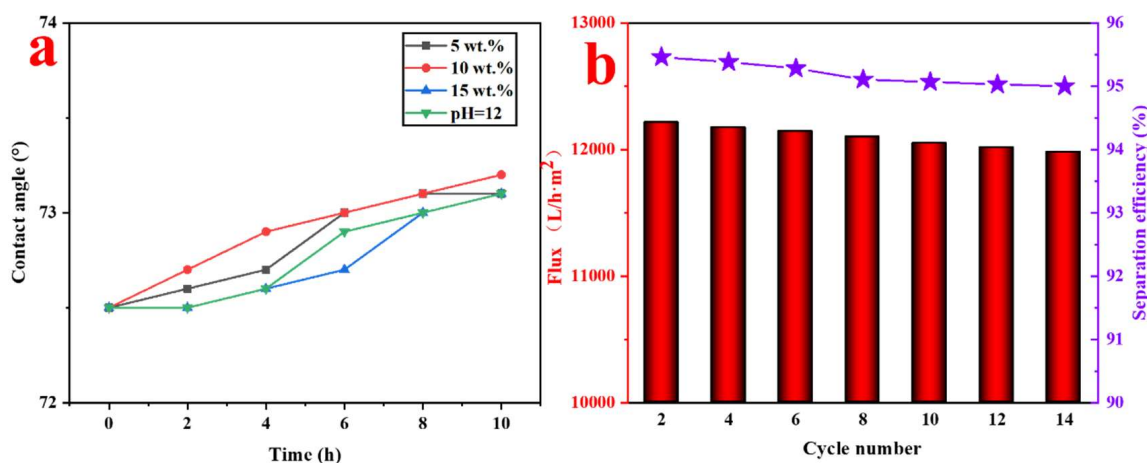 a
74
73
72
0 2 4 6 8 10
Contact angle (°)
Time (h)
5 wt.%
10 wt.%
15 wt.%
pH=12
b
13000
12000
11000
10000
Flux（L/h·m²）
2 4 6 8 10 12 14
Cycle number
96
95
94
93
92
91
90
Separation efficiency (%)